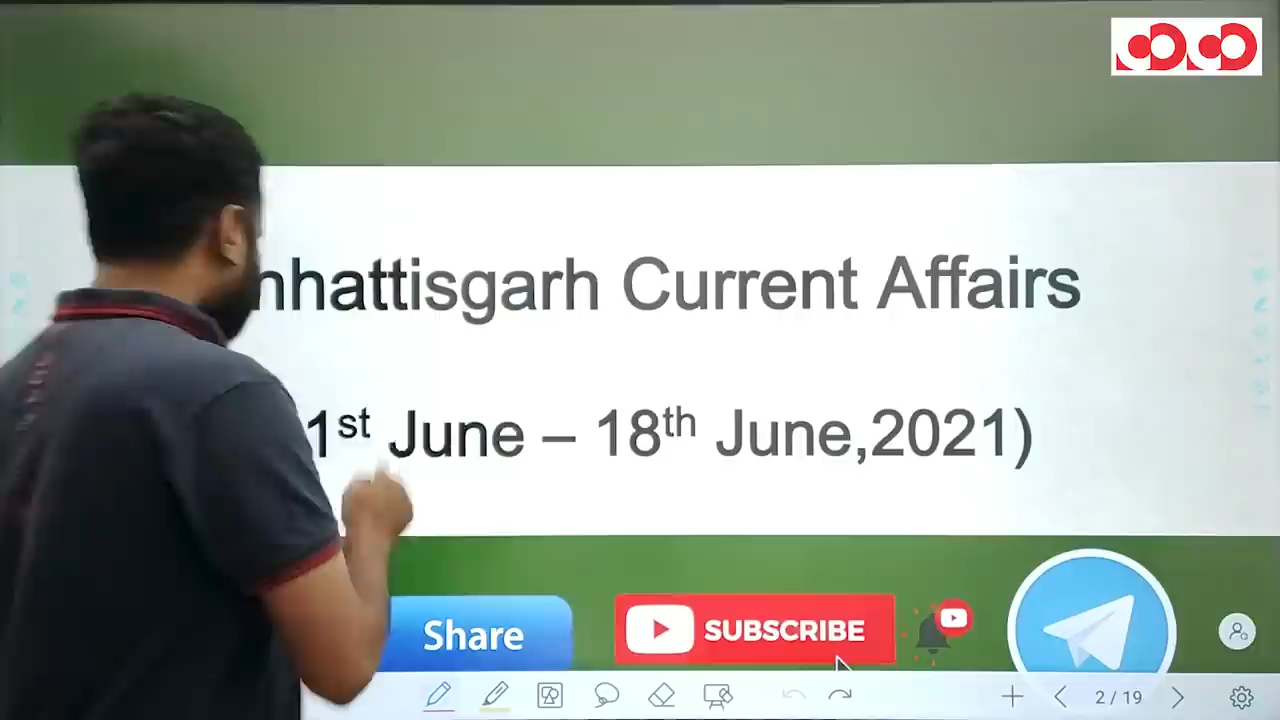 hhattisgarh Current Affairs
1st June – 18th June,2021)
Share
SUBSCRIBE
2 / 19